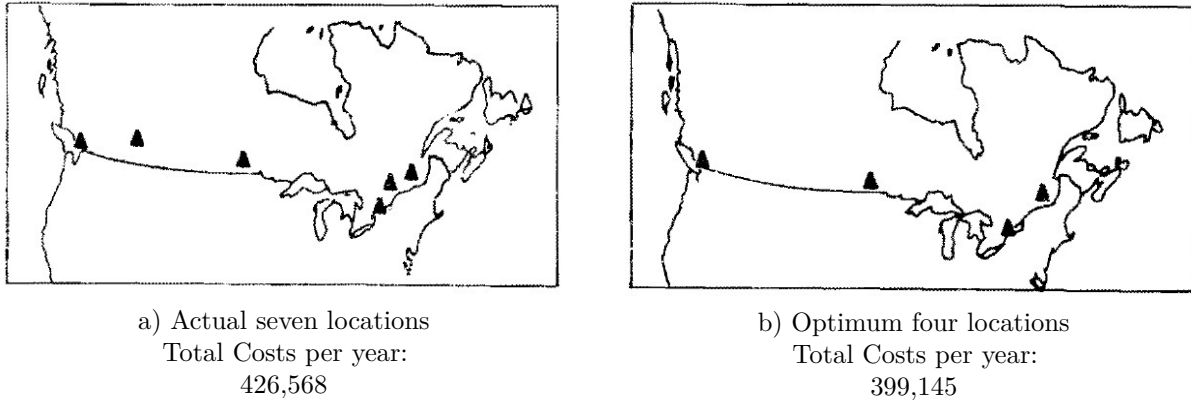 a) Actual seven locations
Total Costs per year:
426,568
b) Optimum four locations
Total Costs per year:
399,145